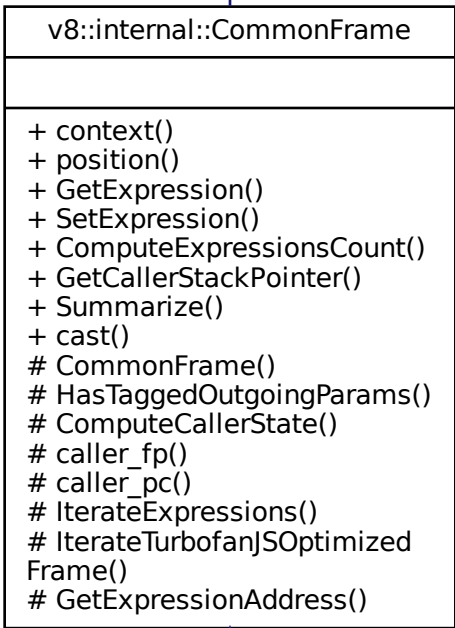 v8::internal::CommonFrame
+ context()
+ position()
+ GetExpression()
+ SetExpression()
+ ComputeExpressionsCount()
+ GetCallerStackPointer()
+ Summarize()
+ cast()
# CommonFrame()
# HasTaggedOutgoingParams()
# ComputeCallerState()
# caller_fp()
# caller_pc()
# IterateExpressions()
# IterateTurbofanJSOptimized
Frame()
# GetExpressionAddress()